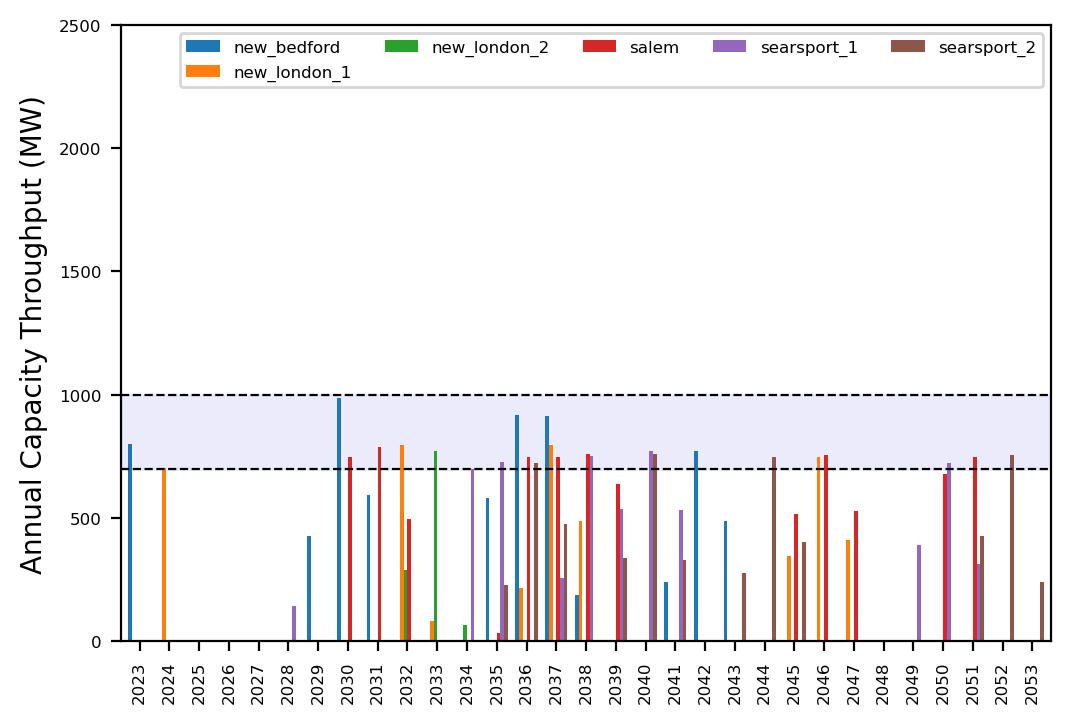 Annual Capacity Throughput (MW)
2500
2000
1500
1000
500
0
new_bedford new_london_2 salem searsport_1 searsport_2
new_london_1
2023 2024 2025 2026 2027 2028 2029 2030 2031 2032 2033 2034 2035 2036 2037 2038 2039 2040 2041 2042 2043 2044 2045 2046 2047 2048 2049 2050 2051 2052 2053